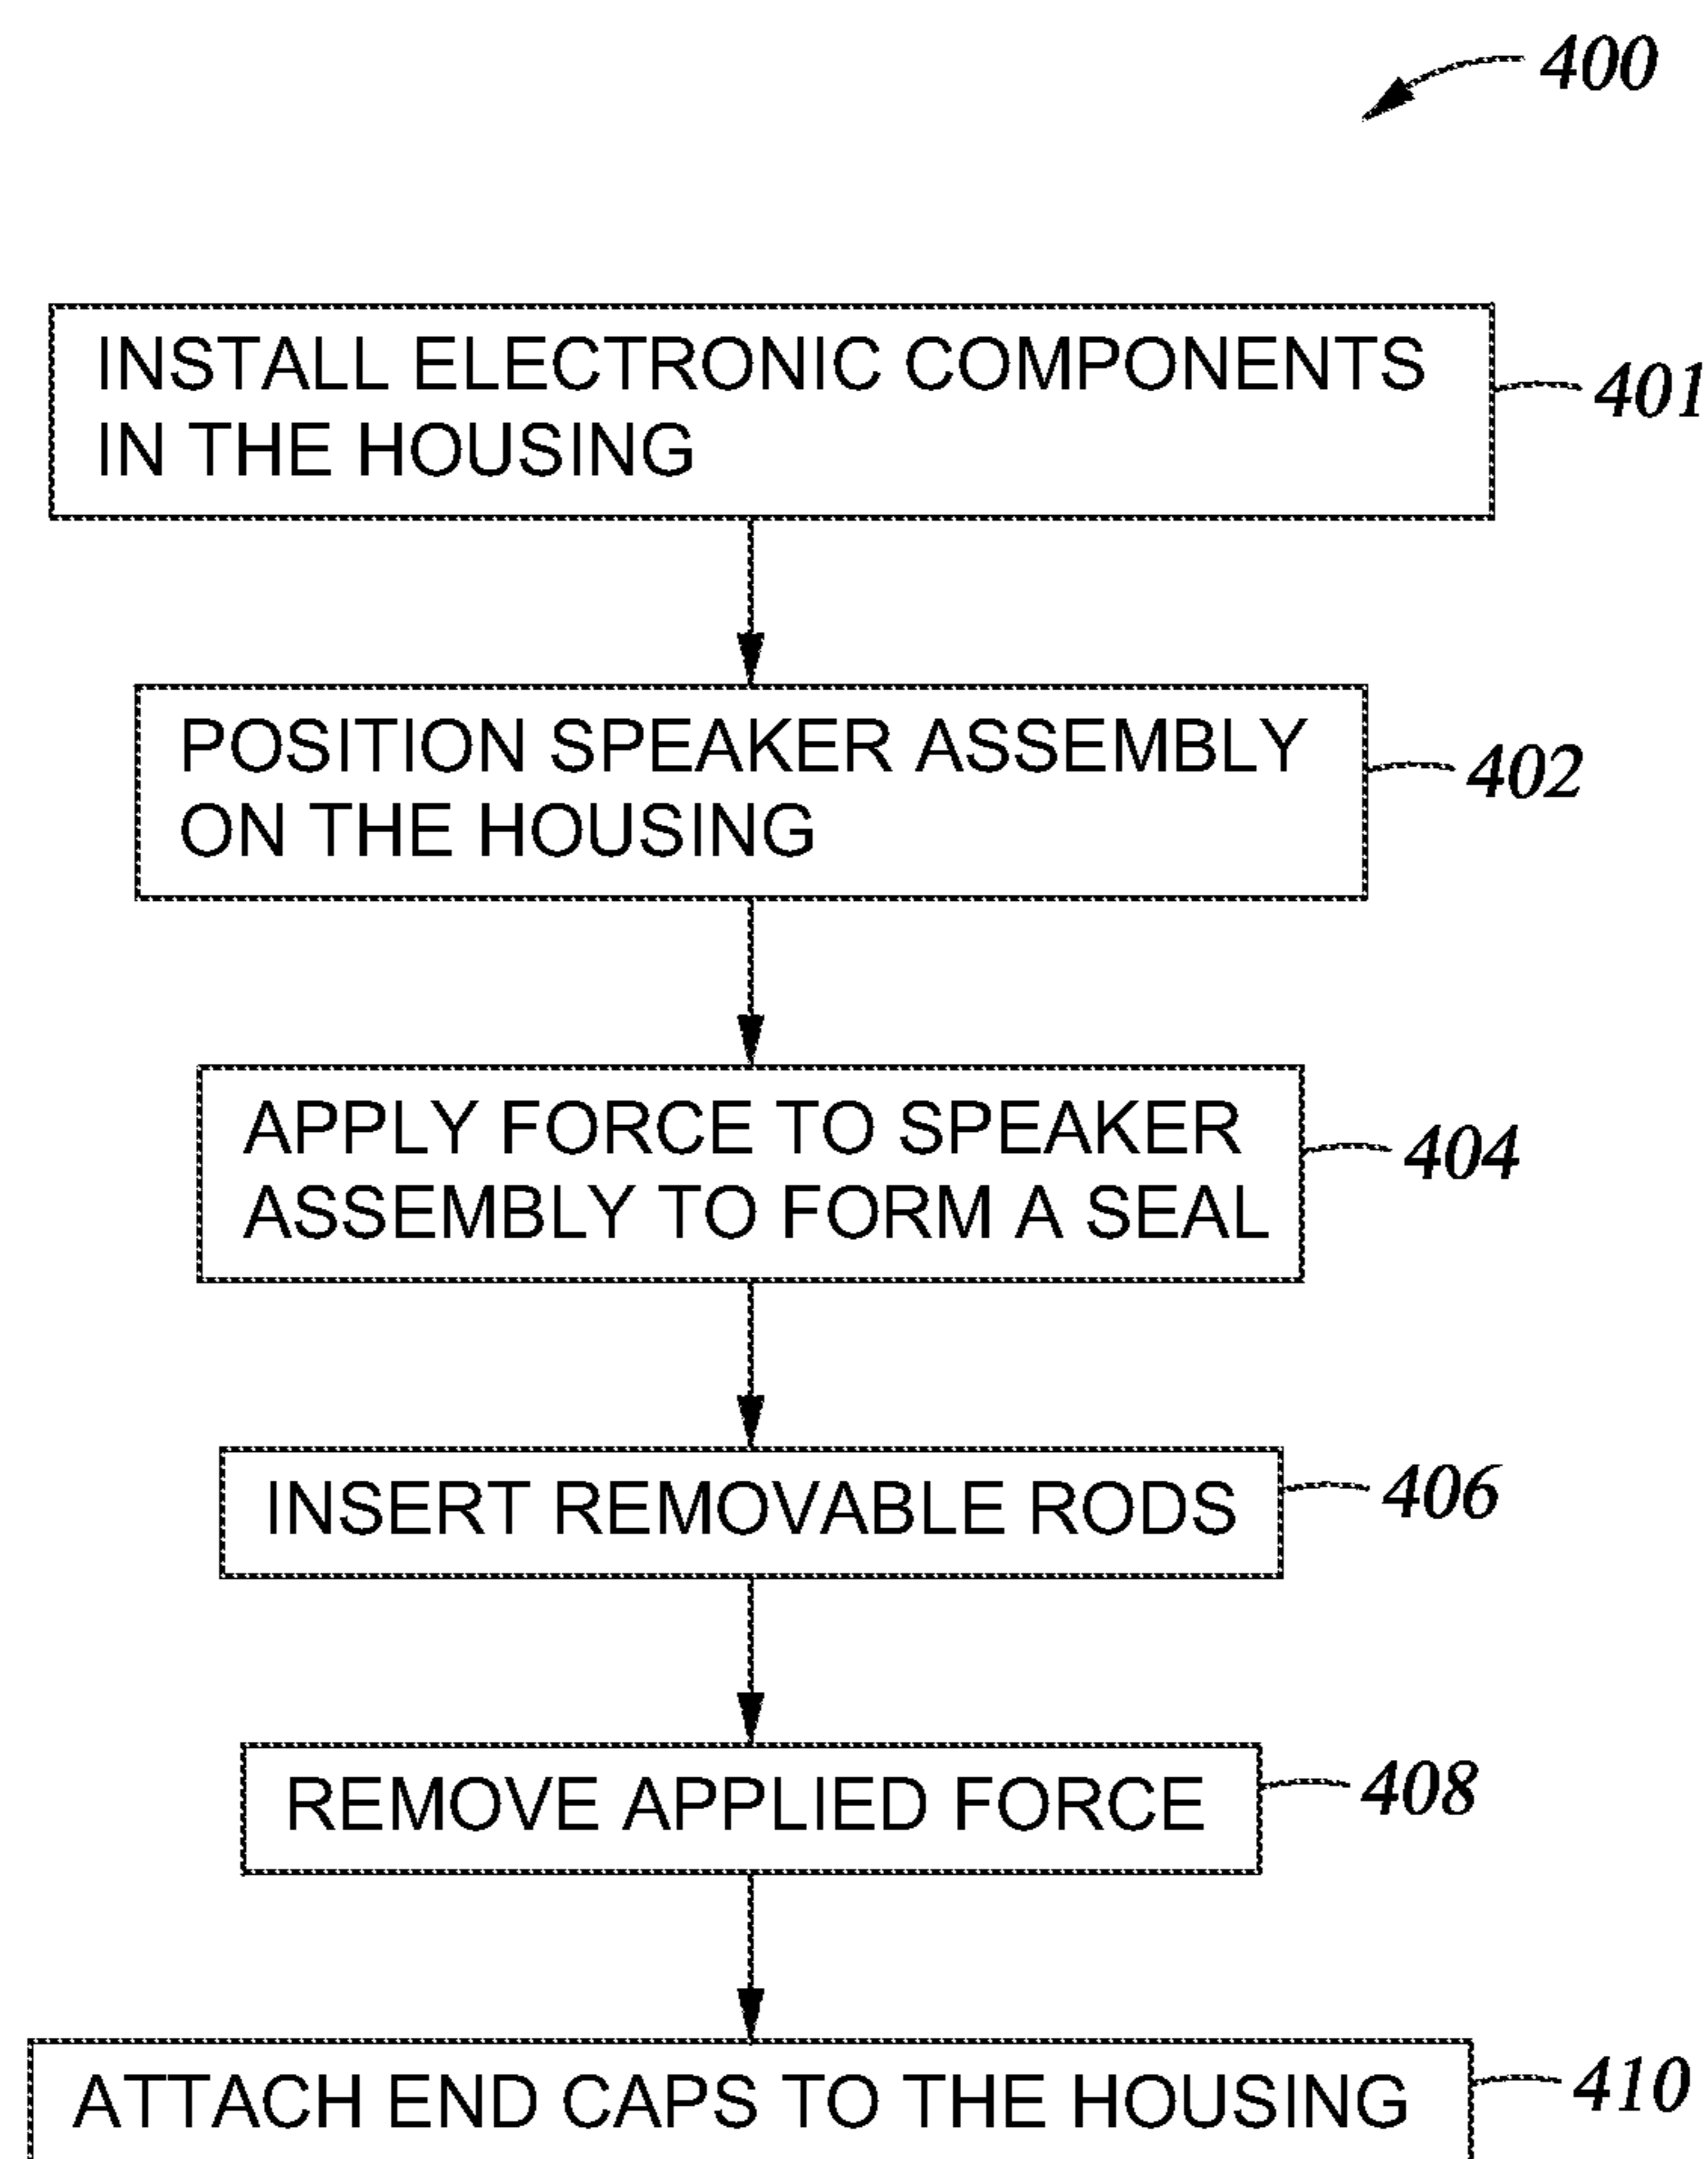 400
INSTALL ELECTRONIC COMPONENTS
IN THE HOUSING
401
POSITION SPEAKER ASSEMBLY
ON THE HOUSING
402
APPLY FORCE TO SPEAKER
ASSEMBLY TO FORM A SEAL
404
INSERT REMOVABLE RODS
406
REMOVE APPLIED FORCE
408
ATTACH END CAPS TO THE HOUSING
410